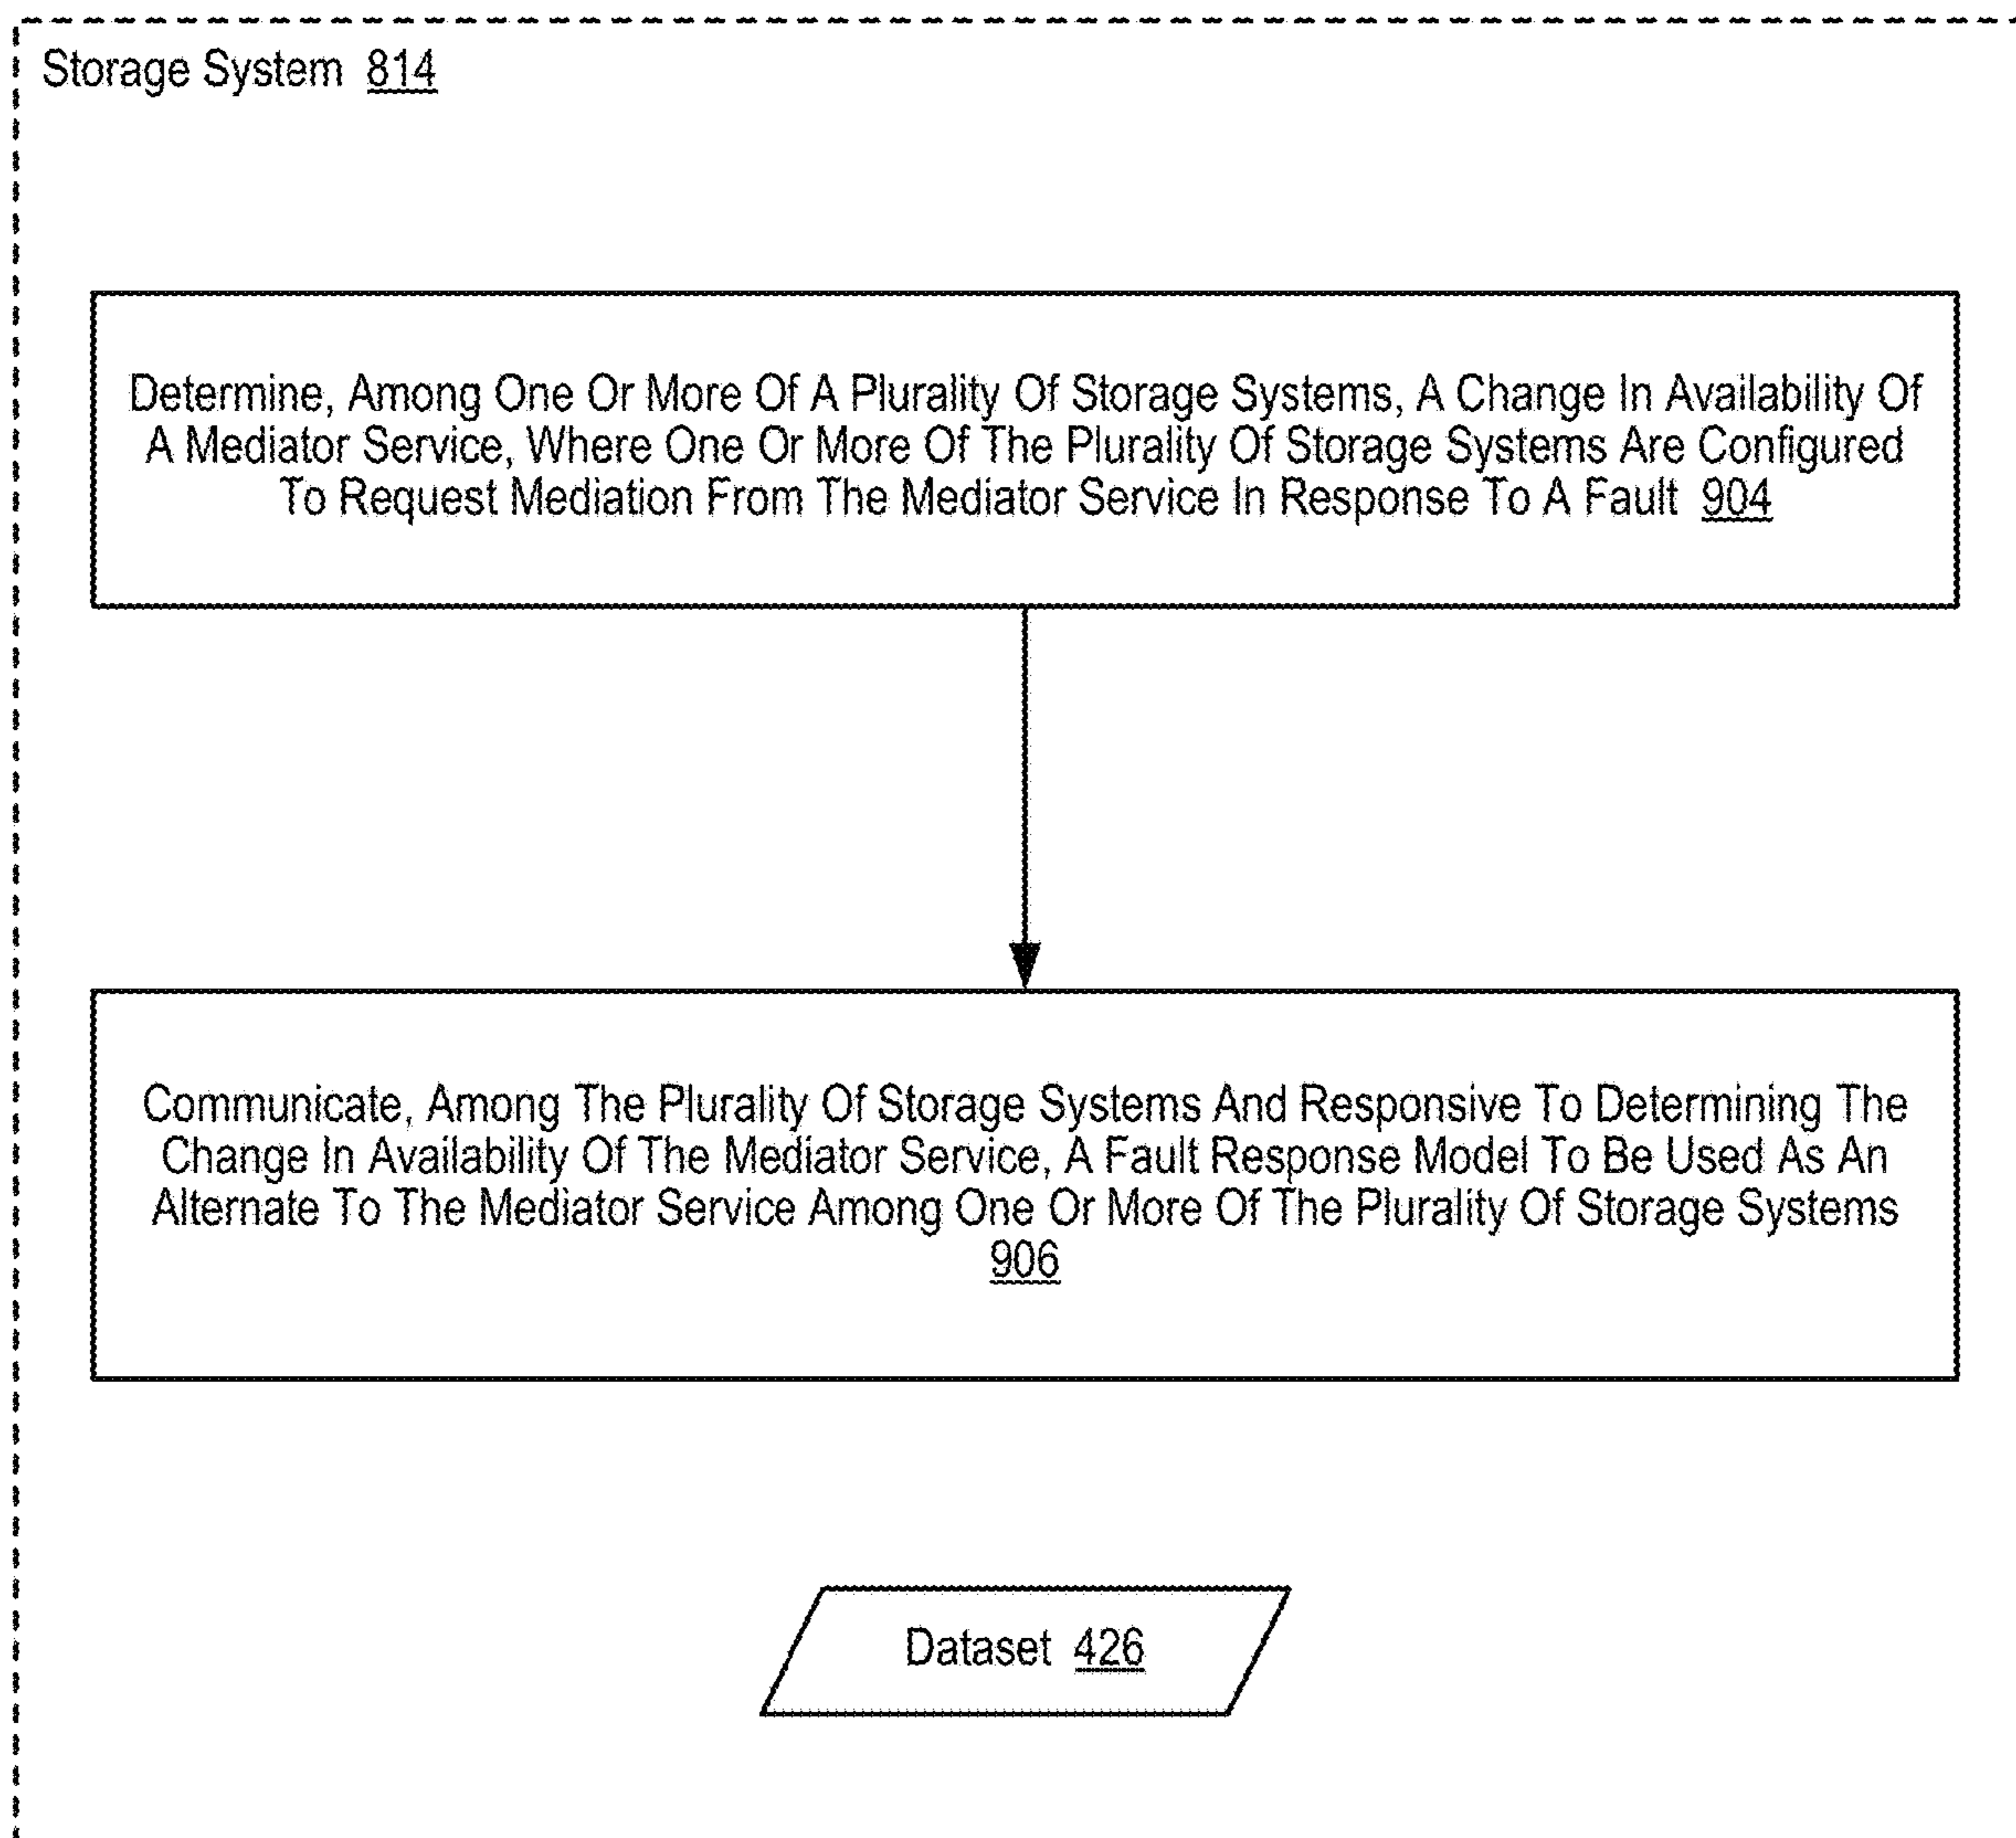 Storage System 814
Determine, Among One Or More Of A Plurality Of Storage Systems, A Change In Availability Of
A Mediator Service, Where One Or More Of The Plurality Of Storage Systems Are Configured
To Request Mediation From The Mediator Service In Response To A Fault 904
Communicate, Among The Plurality Of Storage Systems And Responsive To Determining The
Change In Availability Of The Mediator Service, A Fault Response Model To Be Used As An
Alternate To The Mediator Service Among One Or More Of The Plurality Of Storage Systems
906
Dataset 426